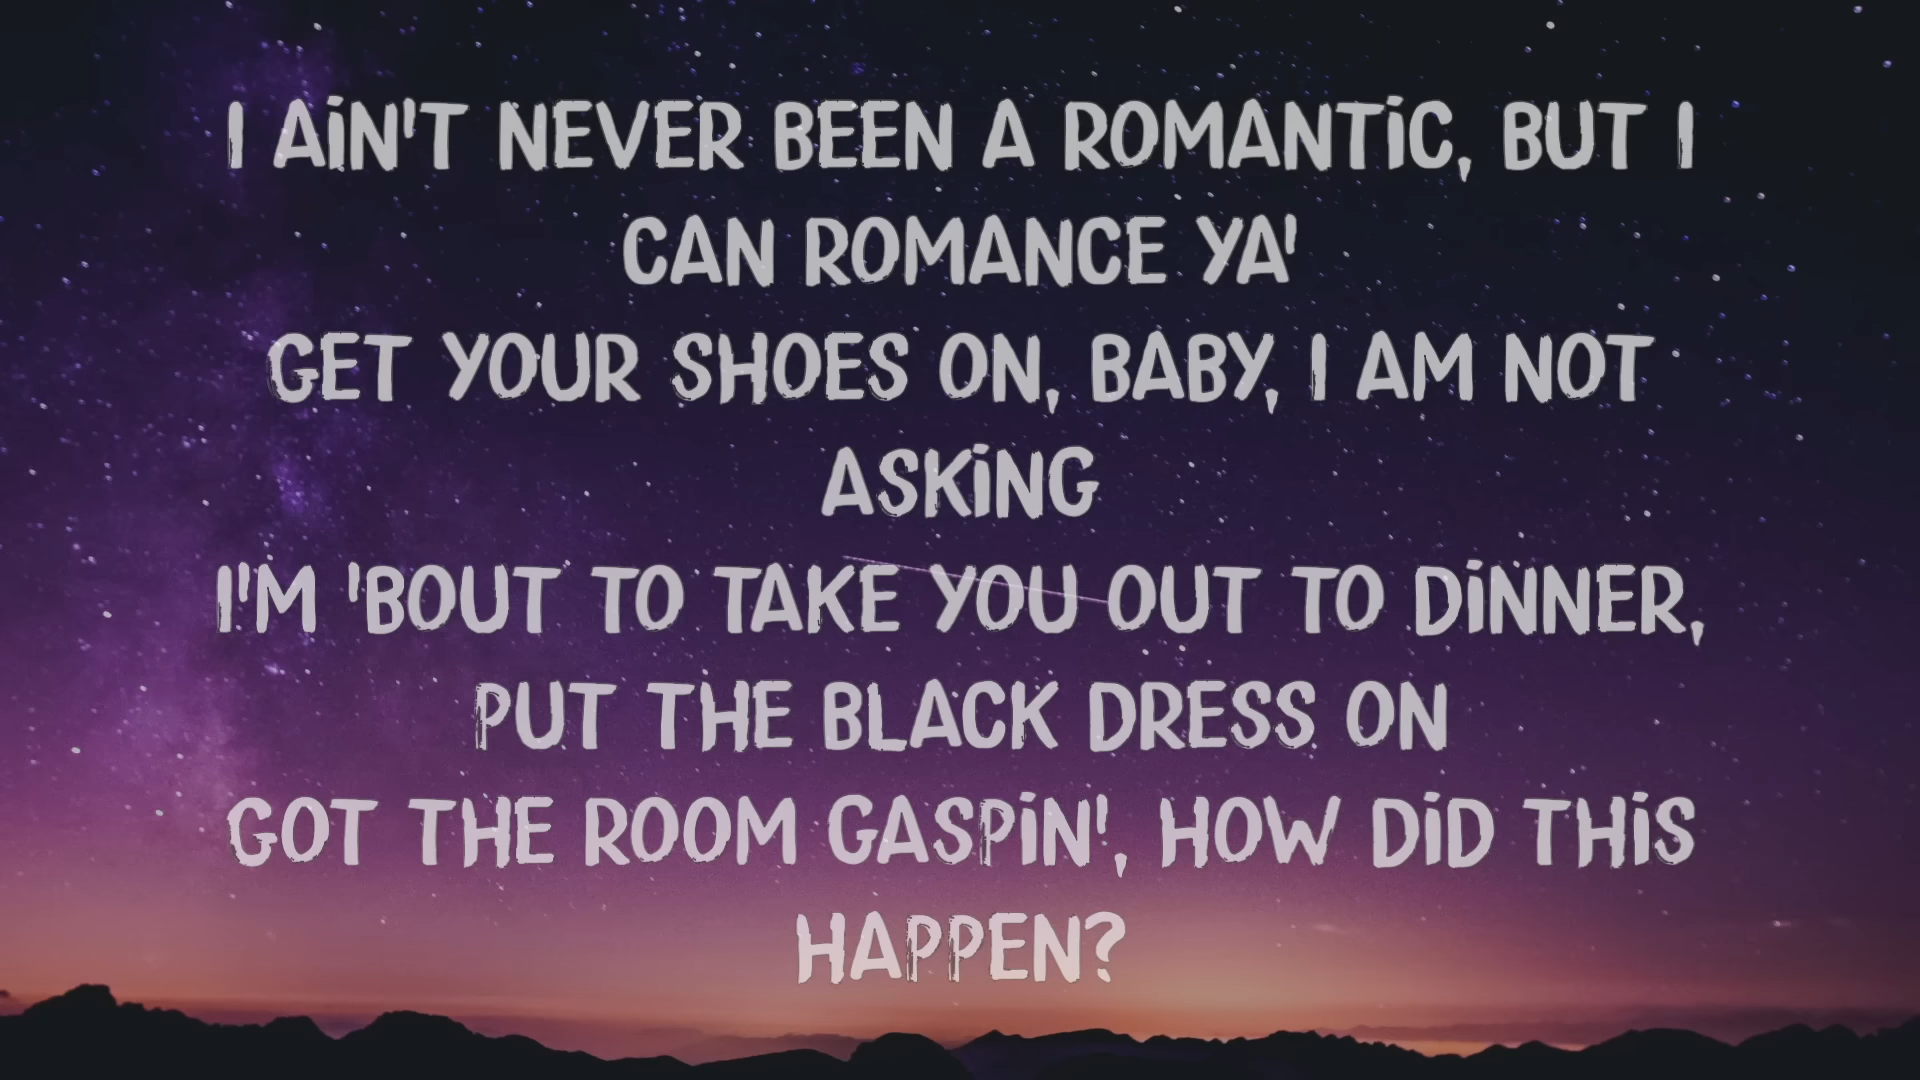 I AIN'T NEVER BEEN A ROMANTIC, BUT I
CAN ROMANCE YA'
GET YOUR SHOES ON, BABY, I AM NOT
ASKING
I'M 'BOUT TO TAKE YOU OUT TO DINNER,
PUT THE BLACK DRESS ON
GOT THE ROOM GASPIN', HOW DID THIS
HAPPEN?